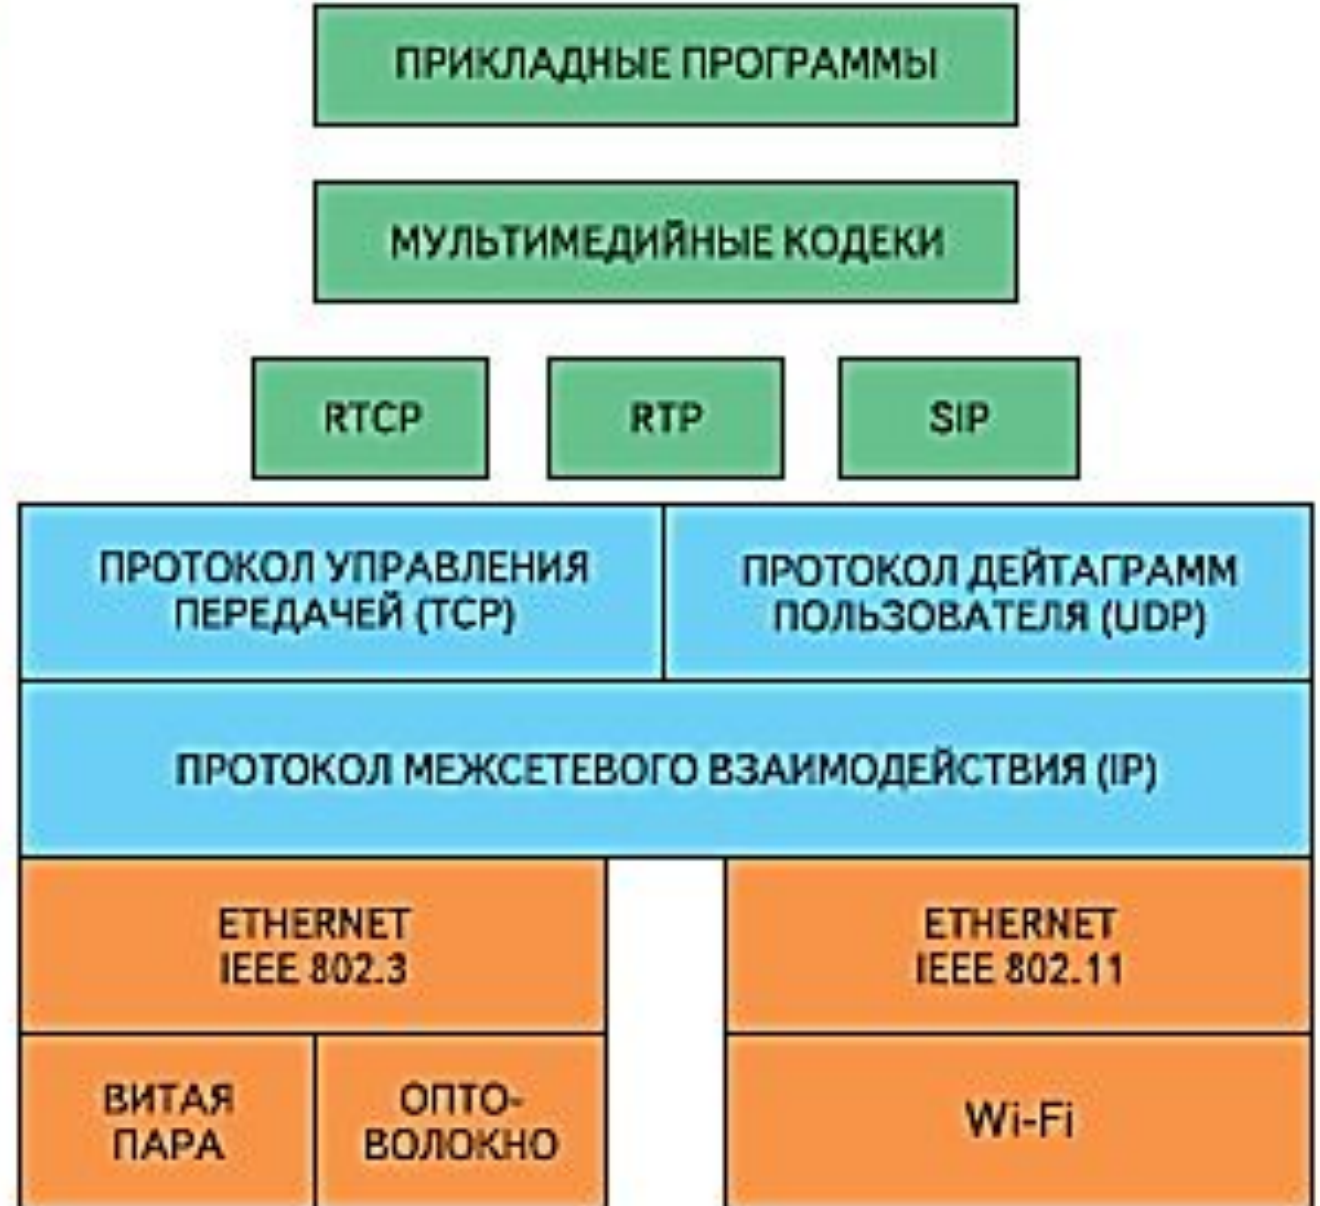 ПРИКЛАДНЫЕ ПРОГРАММЫ
МУЛЬТИМЕДИЙНЫЕ КОДЕКИ
RTCP
RTP
SIP
ПРОТОКОЛ УПРАВЛЕНИЯ
ПЕРЕДАЧЕЙ (TCP)
ПРОТОКОЛ ДЕЙТАГРАММ
ПОЛЬЗОВАТЕЛЯ (UDP)
ПРОТОКОЛ МЕЖСЕТЕВОГО ВЗАИМОДЕЙСТВИЯ (IP)
ETHERNET
IEEE 802.3
ETHERNET
IEEE 802.11
ВИТАЯ
ПАРА
ОПТО-
ВОЛОКНО
Wi-Fi